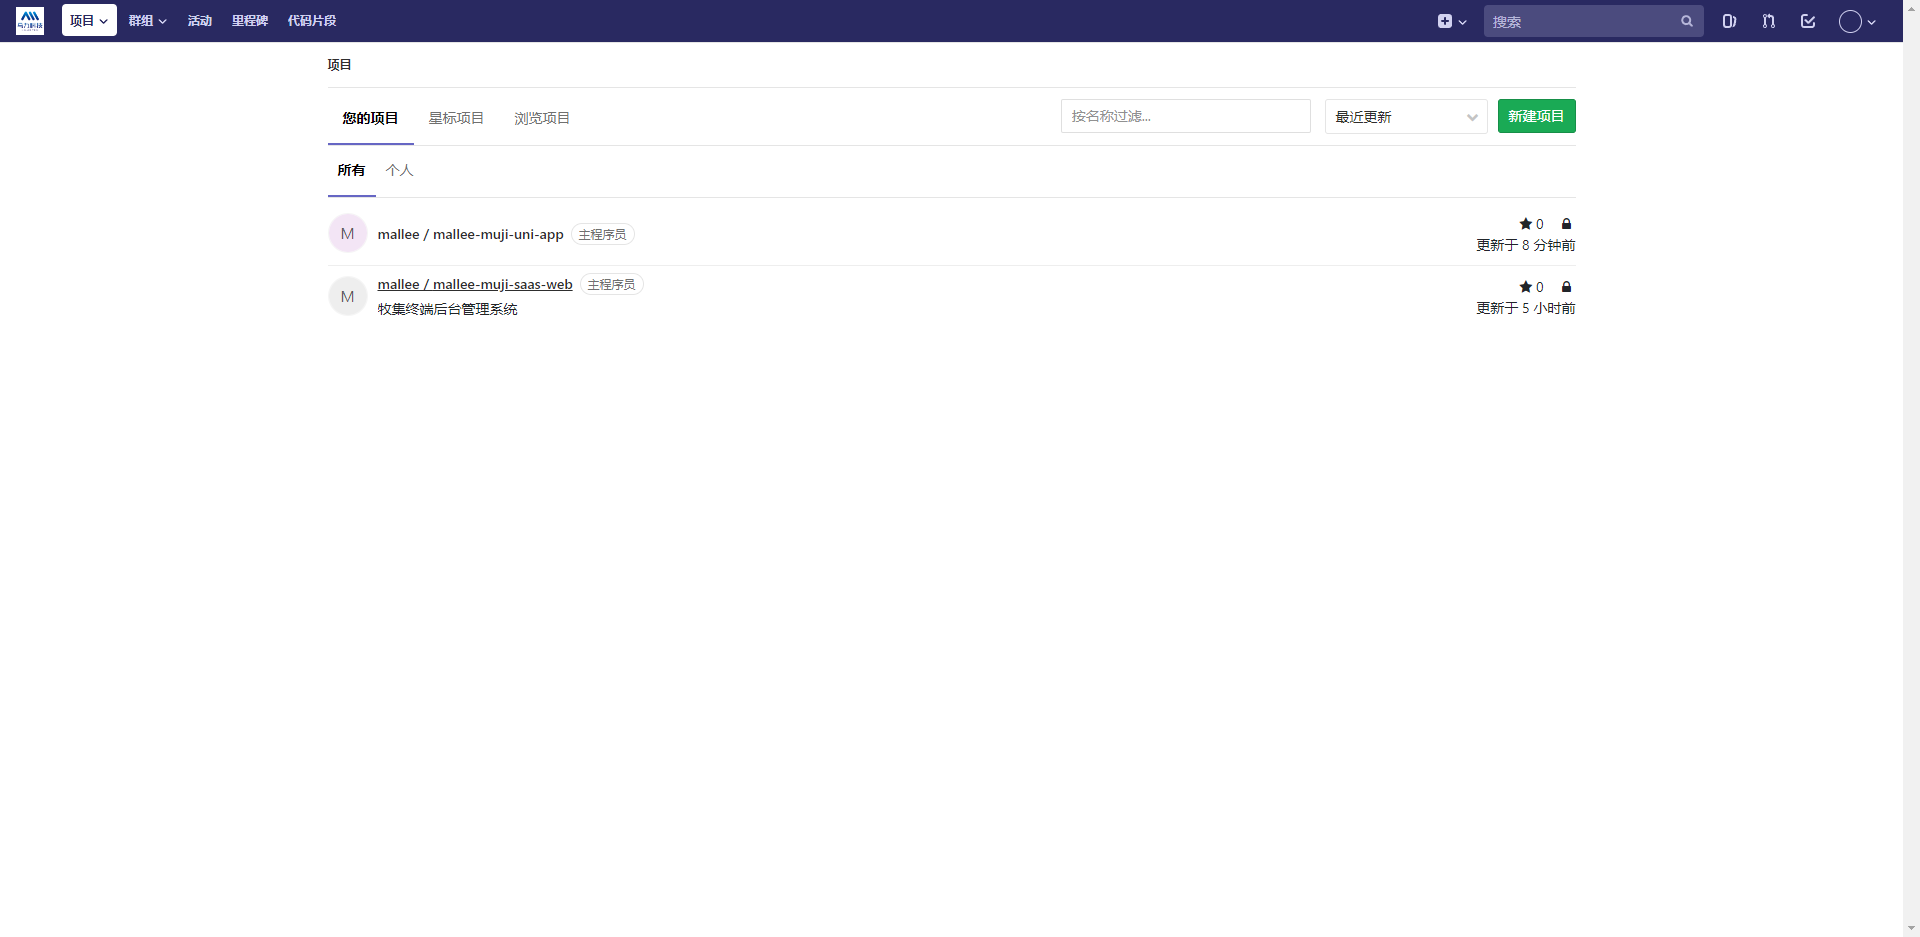 马力科技
项目 群组 活动 里程碑 代码片段 搜索
项目
您的项目 星标项目 浏览项目 按名称过滤... 最近更新 新建项目
所有 个人
M mallee / mallee-muji-uni-app 主程序员 0
更新于 8 分钟前
M mallee / mallee-muji-saas-web 主程序员 0
牧集终端后台管理系统 更新于 5 小时前